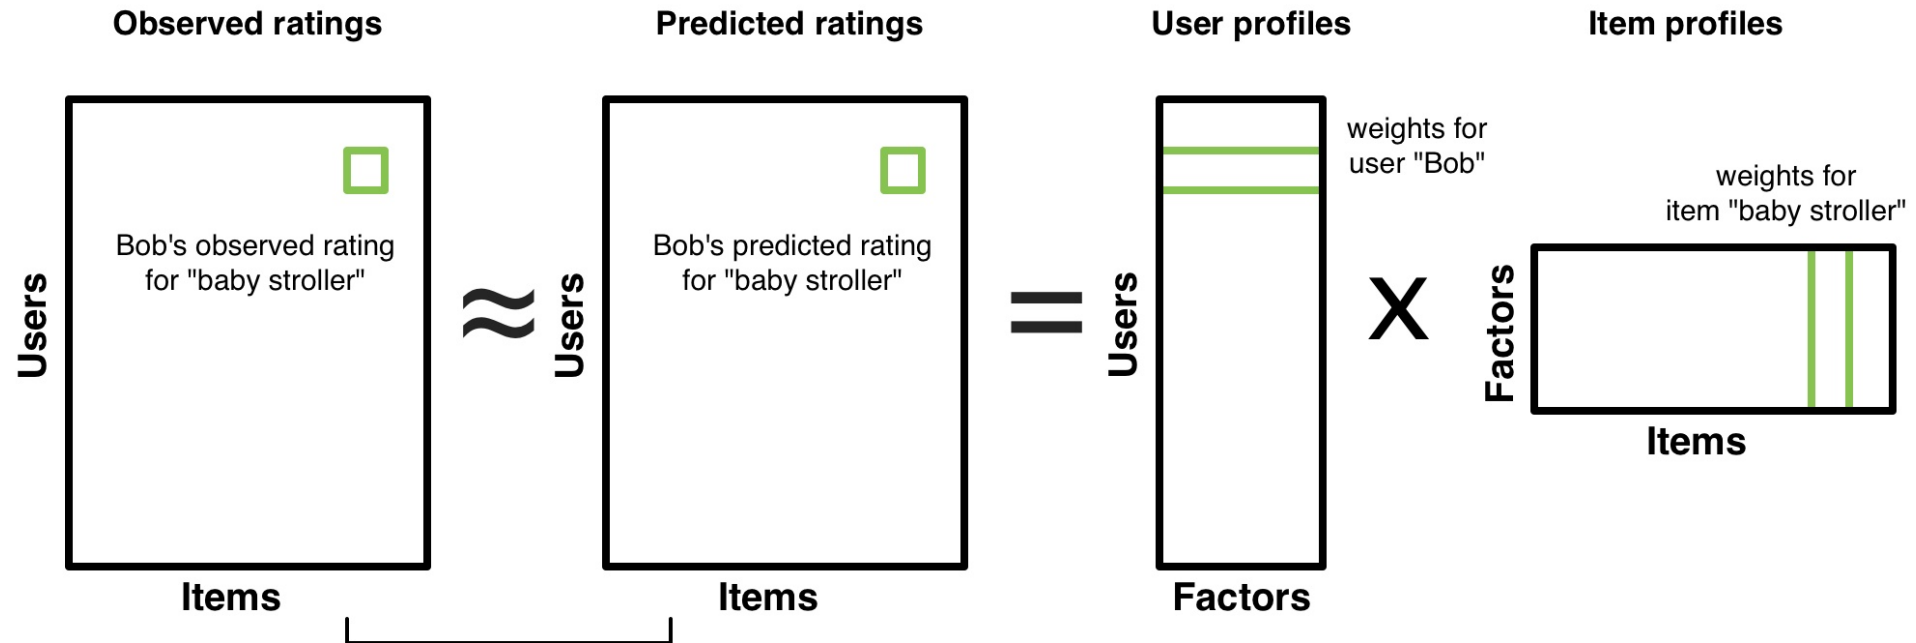 Observed ratings
Predicted ratings
User profiles
Item profiles
Users
Bob's observed rating
for "baby stroller"
Items
≈
Users
Bob's predicted rating
for "baby stroller"
Items
=
Users
weights for
user "Bob"
Factors
X
weights for
item "baby stroller"
Factors
Items